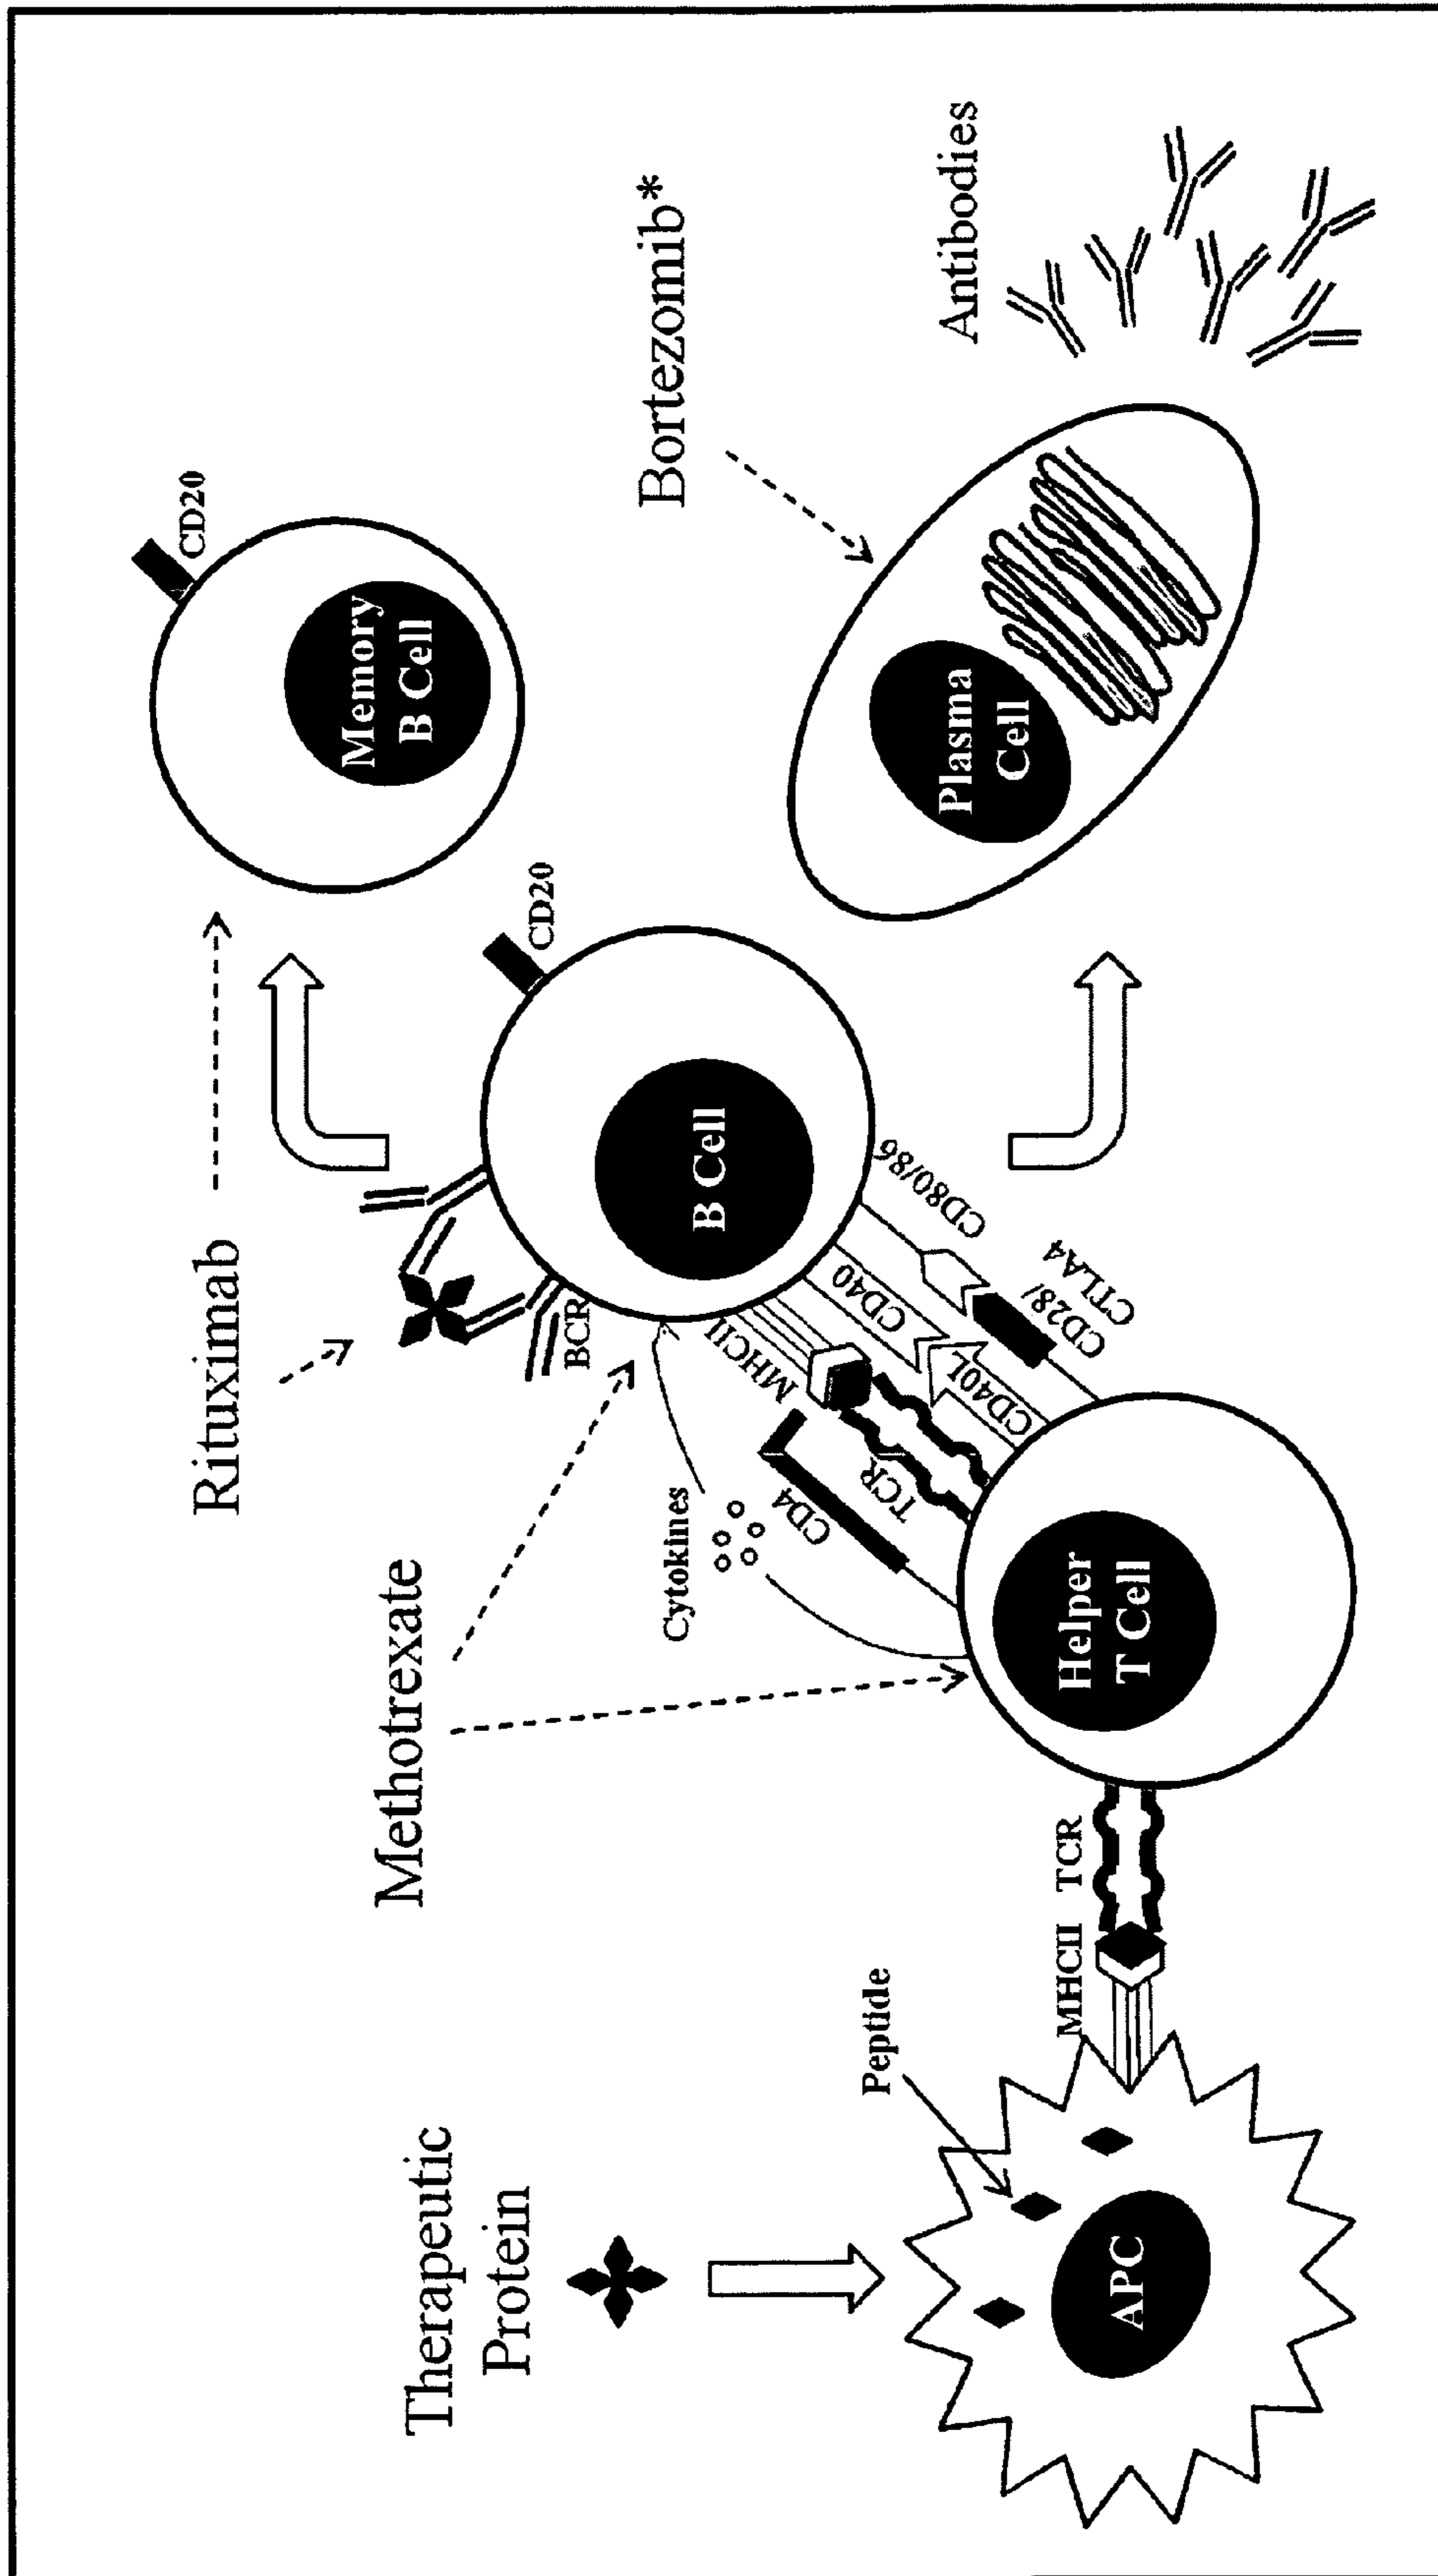 Therapeutic
Protein
Peptide
APC
MHCII
TCR
Methotrexate
Helper
T Cell
Cytokines
CD4
TCR
MHCII
CD40L
CD40
CD28/
CTLA4
CD80/86
Rituximab
BCR
B Cell
CD20
Memory
B Cell
CD20
Bortezomib*
Plasma
Cell
Antibodies